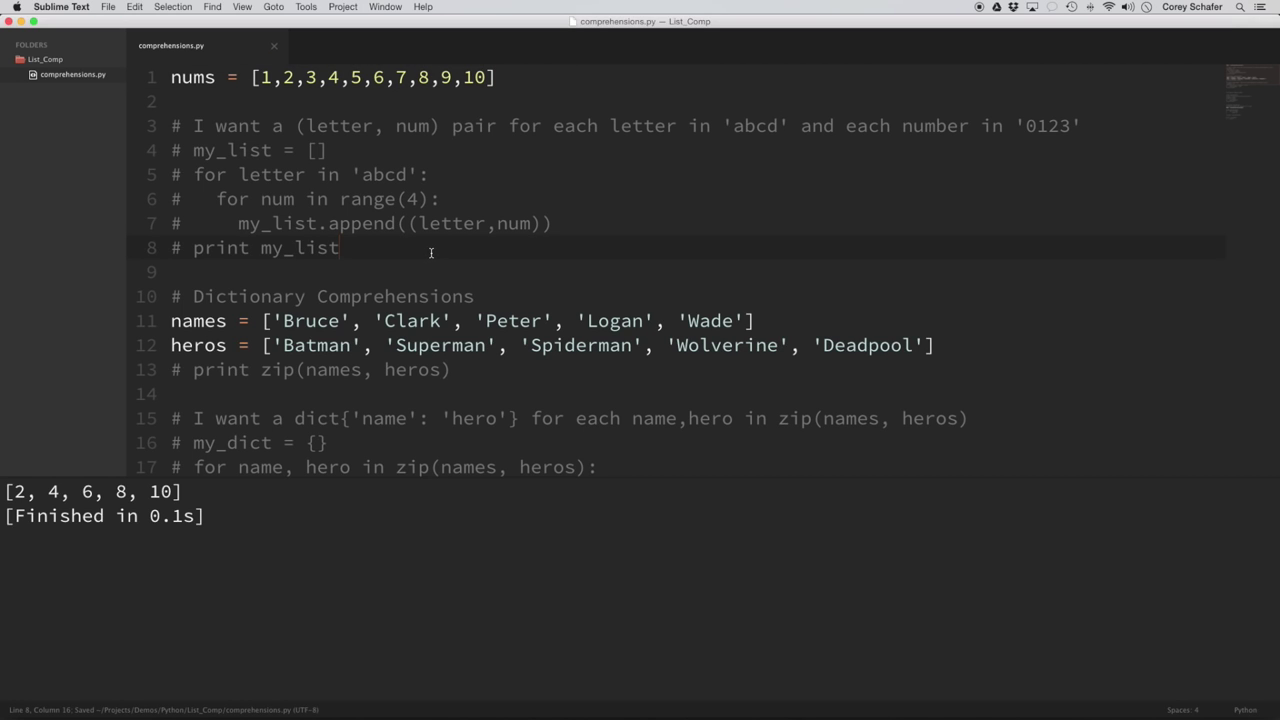 Sublime Text File Edit Selection Find View Goto Tools Project Window Help Corey Schafer
comprehensions.py — List_Comp
FOLDERS
List_Comp
comprehensions.py
comprehensions.py
1 nums = [1,2,3,4,5,6,7,8,9,10]
2
3 # I want a (letter, num) pair for each letter in 'abcd' and each number in '0123'
4 # my_list = []
5 # for letter in 'abcd':
6 #   for num in range(4):
7 #     my_list.append((letter,num))
8 # print my_list
9
10 # Dictionary Comprehensions
11 names = ['Bruce', 'Clark', 'Peter', 'Logan', 'Wade']
12 heros = ['Batman', 'Superman', 'Spiderman', 'Wolverine', 'Deadpool']
13 # print zip(names, heros)
14
15 # I want a dict{'name': 'hero'} for each name,hero in zip(names, heros)
16 # my_dict = {}
17 # for name, hero in zip(names, heros):
[2, 4, 6, 8, 10]
[Finished in 0.1s]
Line 8, Column 16; Saved ~/Projects/Demos/Python/List_Comp/comprehensions.py (UTF-8) Spaces: 4 Python